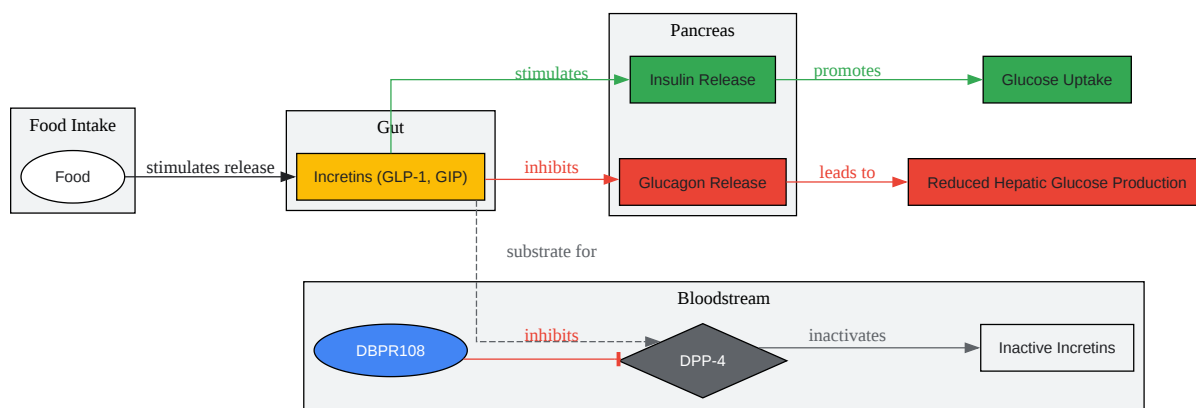 Pancreas
stimulates
Insulin Release
promotes
Glucose Uptake
Food Intake
Gut
Food
stimulates release
Incretins (GLP-1, GIP)
inhibits
Glucagon Release
leads to
Reduced Hepatic Glucose Production
substrate for
Bloodstream
DBPR108
inhibits
DPP-4
inactivates
Inactive Incretins